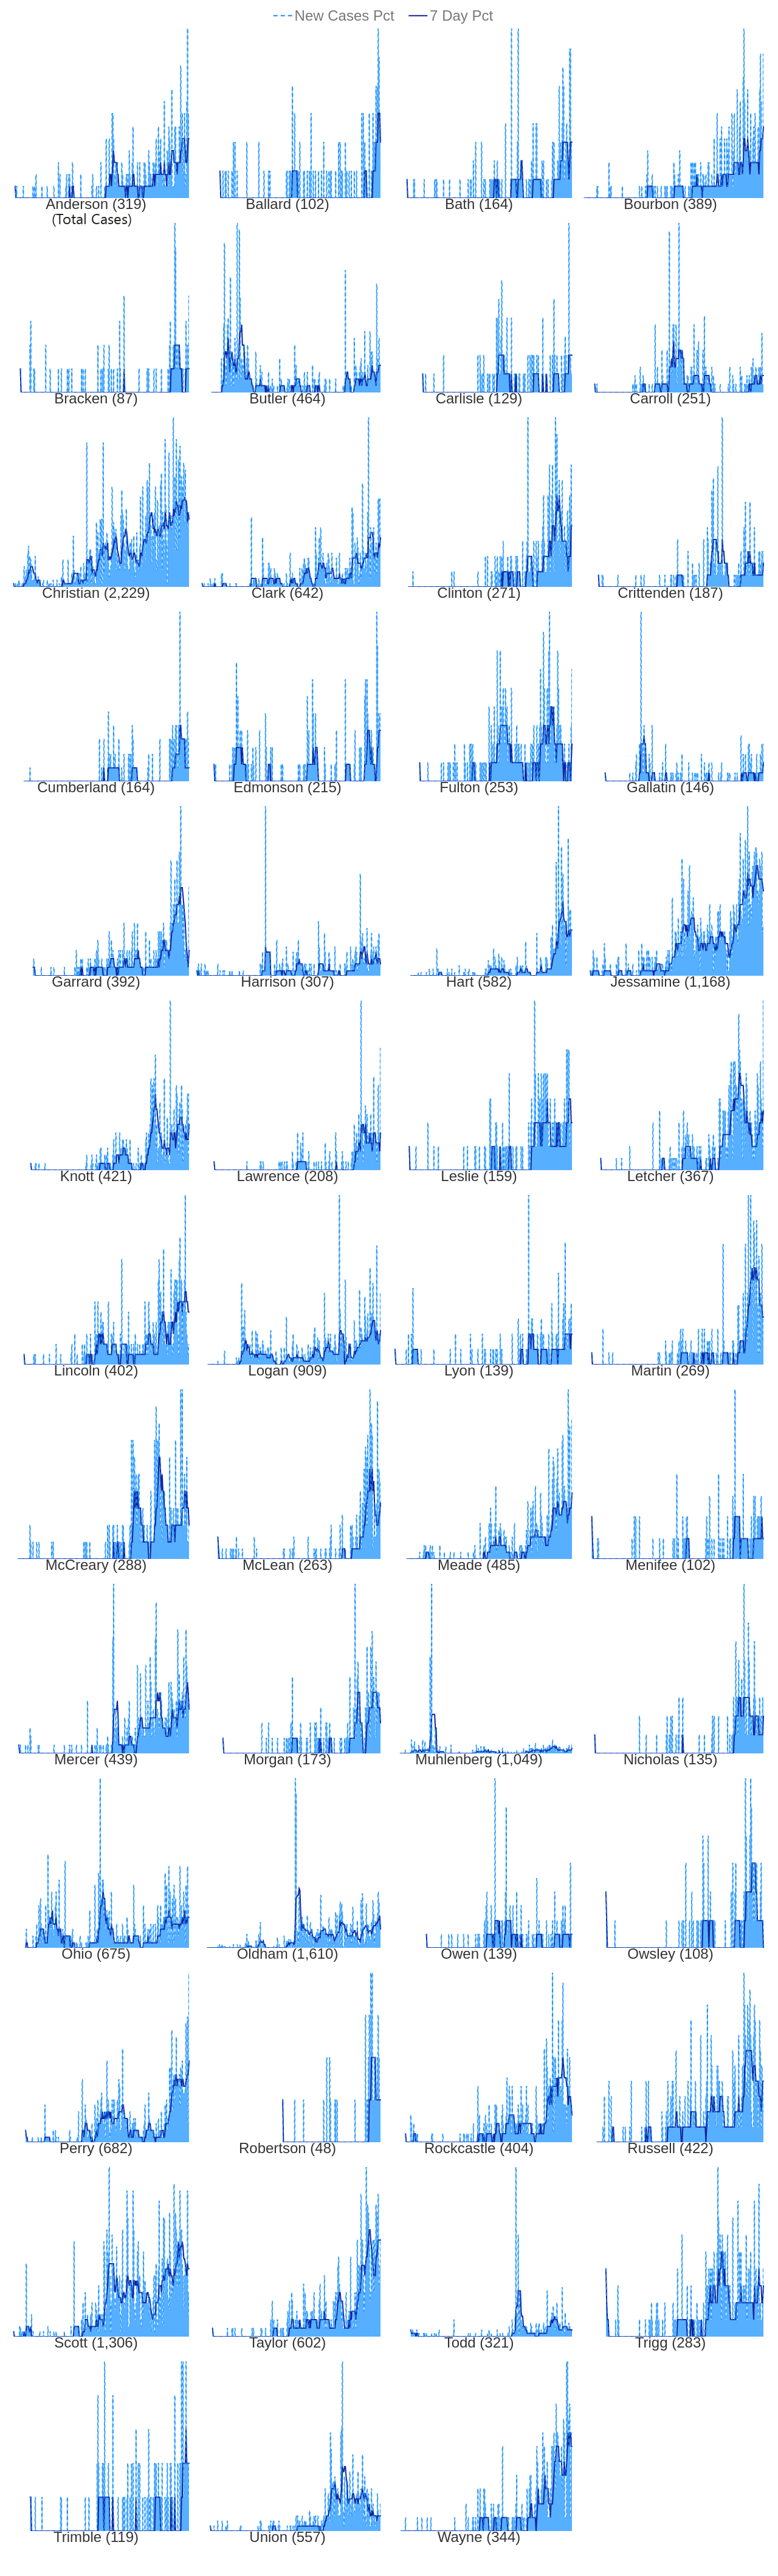 New Cases Pct 7 Day Pct
Anderson (319) Ballard (102) Bath (164) Bourbon (389)
(Total Cases)
Bracken (87) Butler (464) Carlisle (129) Carroll (251)
Christian (2,229) Clark (642) Clinton (271) Crittenden (187)
Cumberland (164) Edmonson (215) Fulton (253) Gallatin (146)
Garrard (392) Harrison (307) Hart (582) Jessamine (1,168)
Knott (421) Lawrence (208) Leslie (159) Letcher (367)
Lincoln (402) Logan (909) Lyon (139) Martin (269)
McCreary (288) McLean (263) Meade (485) Menifee (102)
Mercer (439) Morgan (173) Muhlenberg (1,049) Nicholas (135)
Ohio (675) Oldham (1,610) Owen (139) Owsley (108)
Perry (682) Robertson (48) Rockcastle (404) Russell (422)
Scott (1,306) Taylor (602) Todd (321) Trigg (283)
Trimble (119) Union (557) Wayne (344)